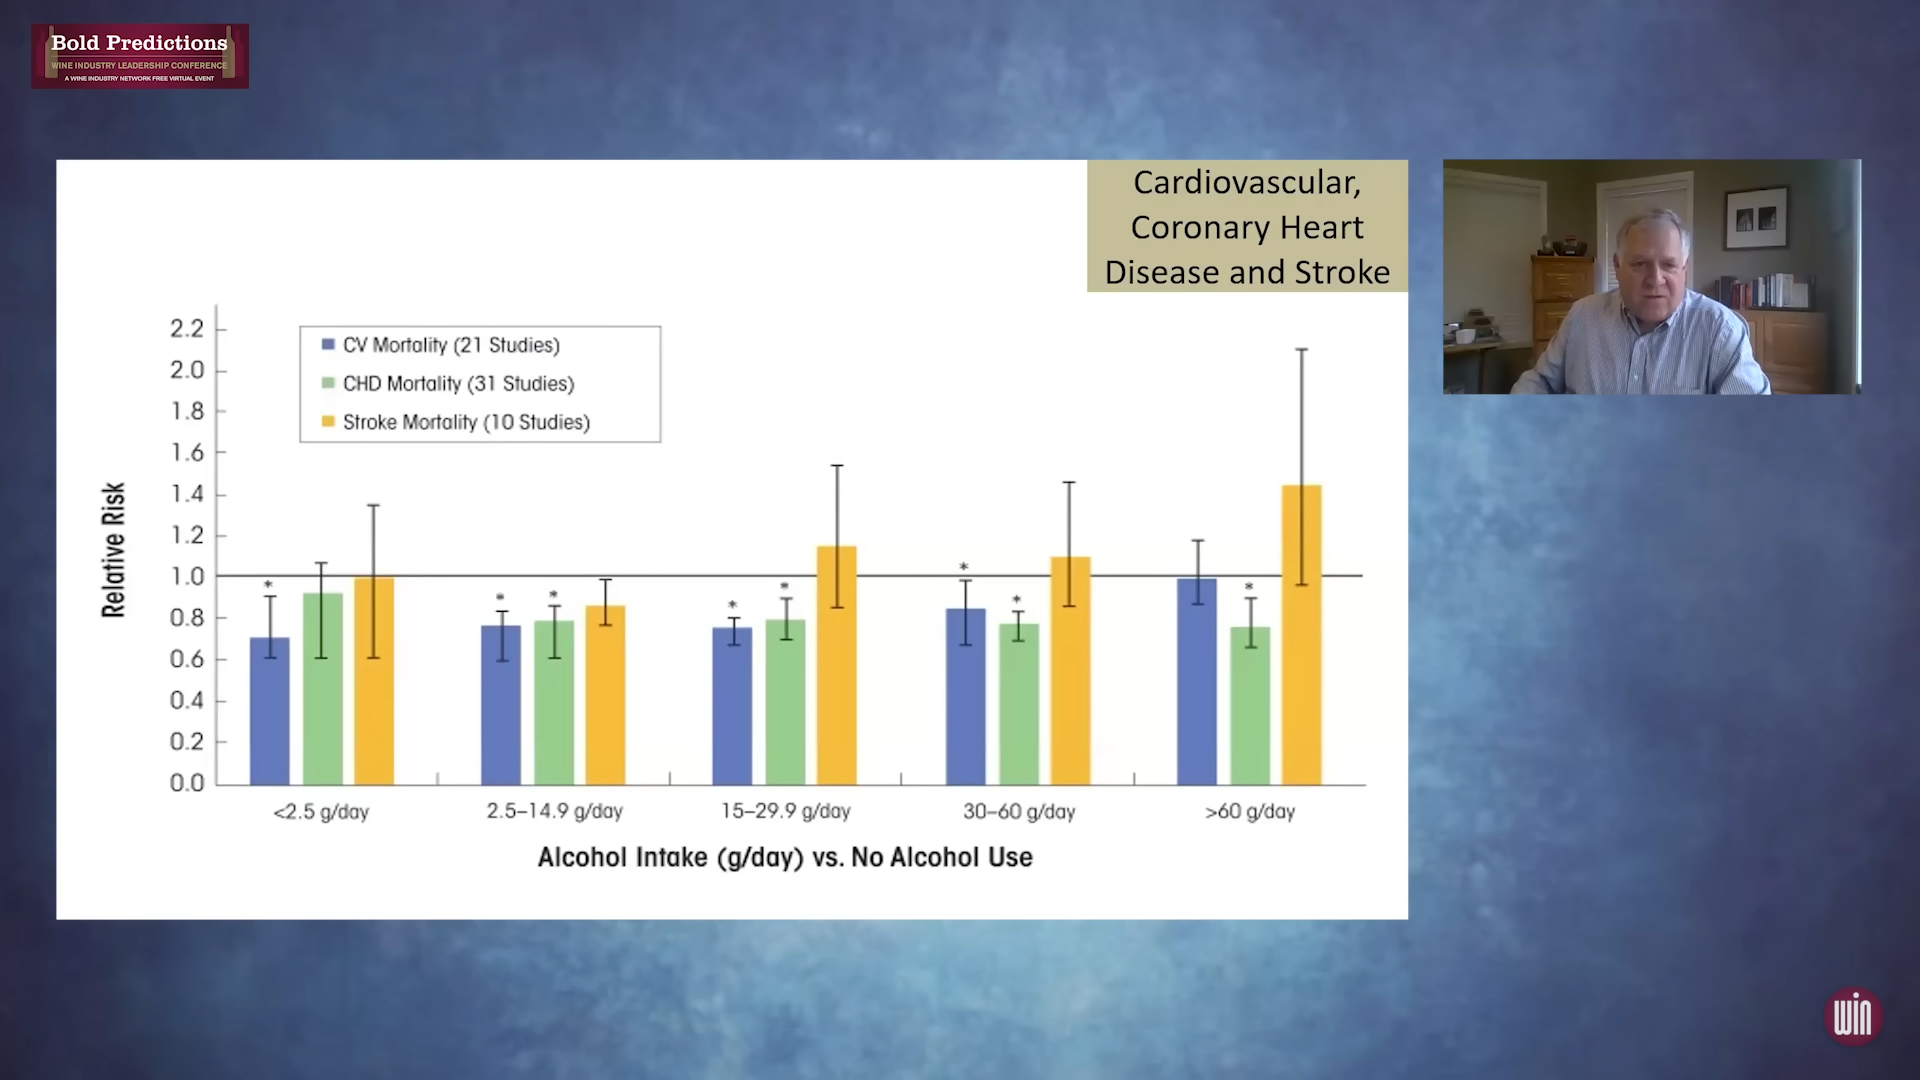 Bold Predictions
WINE INDUSTRY LEADERSHIP CONFERENCE
A WINE INDUSTRY NETWORK FREE VIRTUAL EVENT
Cardiovascular,
Coronary Heart
Disease and Stroke
2.2
2.0
1.8
1.6
1.4
1.2
1.0
0.8
0.6
0.4
0.2
0.0
Relative Risk
CV Mortality (21 Studies)
CHD Mortality (31 Studies)
Stroke Mortality (10 Studies)
* * * * * * * * *
<2.5 g/day 2.5–14.9 g/day 15–29.9 g/day 30–60 g/day >60 g/day
Alcohol Intake (g/day) vs. No Alcohol Use
win